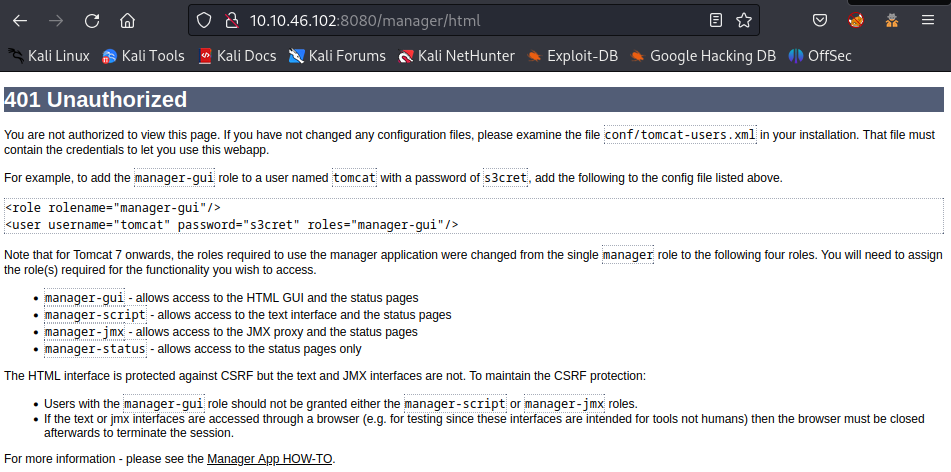 10.10.46.102:8080/manager/html
Kali Linux Kali Tools Kali Docs Kali Forums Kali NetHunter Exploit-DB Google Hacking DB OffSec
401 Unauthorized
You are not authorized to view this page. If you have not changed any configuration files, please examine the file conf/tomcat-users.xml in your installation. That file must
contain the credentials to let you use this webapp.
For example, to add the manager-gui role to a user named tomcat with a password of s3cret, add the following to the config file listed above.
<role rolename="manager-gui"/>
<user username="tomcat" password="s3cret" roles="manager-gui"/>
Note that for Tomcat 7 onwards, the roles required to use the manager application were changed from the single manager role to the following four roles. You will need to assign
the role(s) required for the functionality you wish to access.
• manager-gui - allows access to the HTML GUI and the status pages
• manager-script - allows access to the text interface and the status pages
• manager-jmx - allows access to the JMX proxy and the status pages
• manager-status - allows access to the status pages only
The HTML interface is protected against CSRF but the text and JMX interfaces are not. To maintain the CSRF protection:
• Users with the manager-gui role should not be granted either the manager-script or manager-jmx roles.
• If the text or jmx interfaces are accessed through a browser (e.g. for testing since these interfaces are intended for tools not humans) then the browser must be closed
afterwards to terminate the session.
For more information - please see the Manager App HOW-TO.